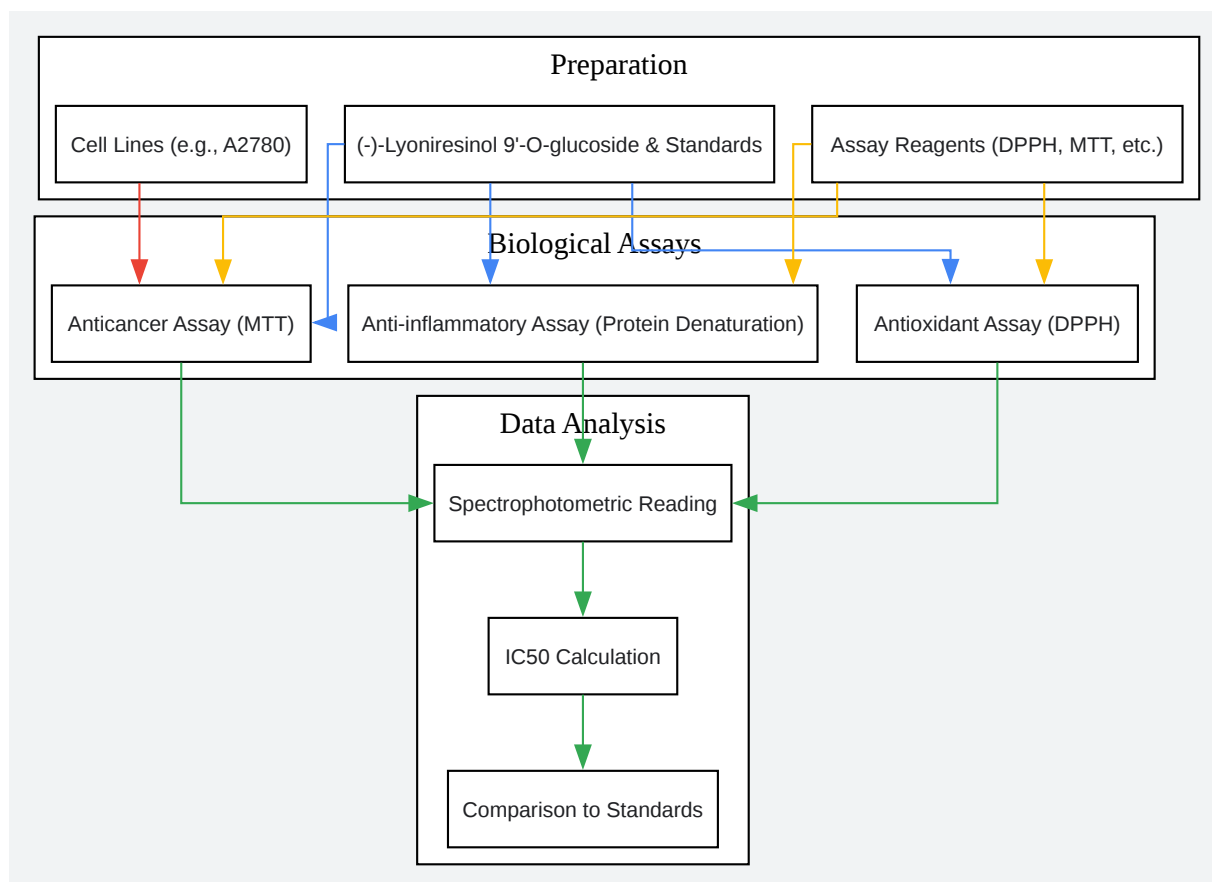 Preparation
Cell Lines (e.g., A2780)
(-)-Lyoniresinol 9'-O-glucoside & Standards
Assay Reagents (DPPH, MTT, etc.)
Biological Assays
Anticancer Assay (MTT)
Anti-inflammatory Assay (Protein Denaturation)
Antioxidant Assay (DPPH)
Data Analysis
Spectrophotometric Reading
IC50 Calculation
Comparison to Standards